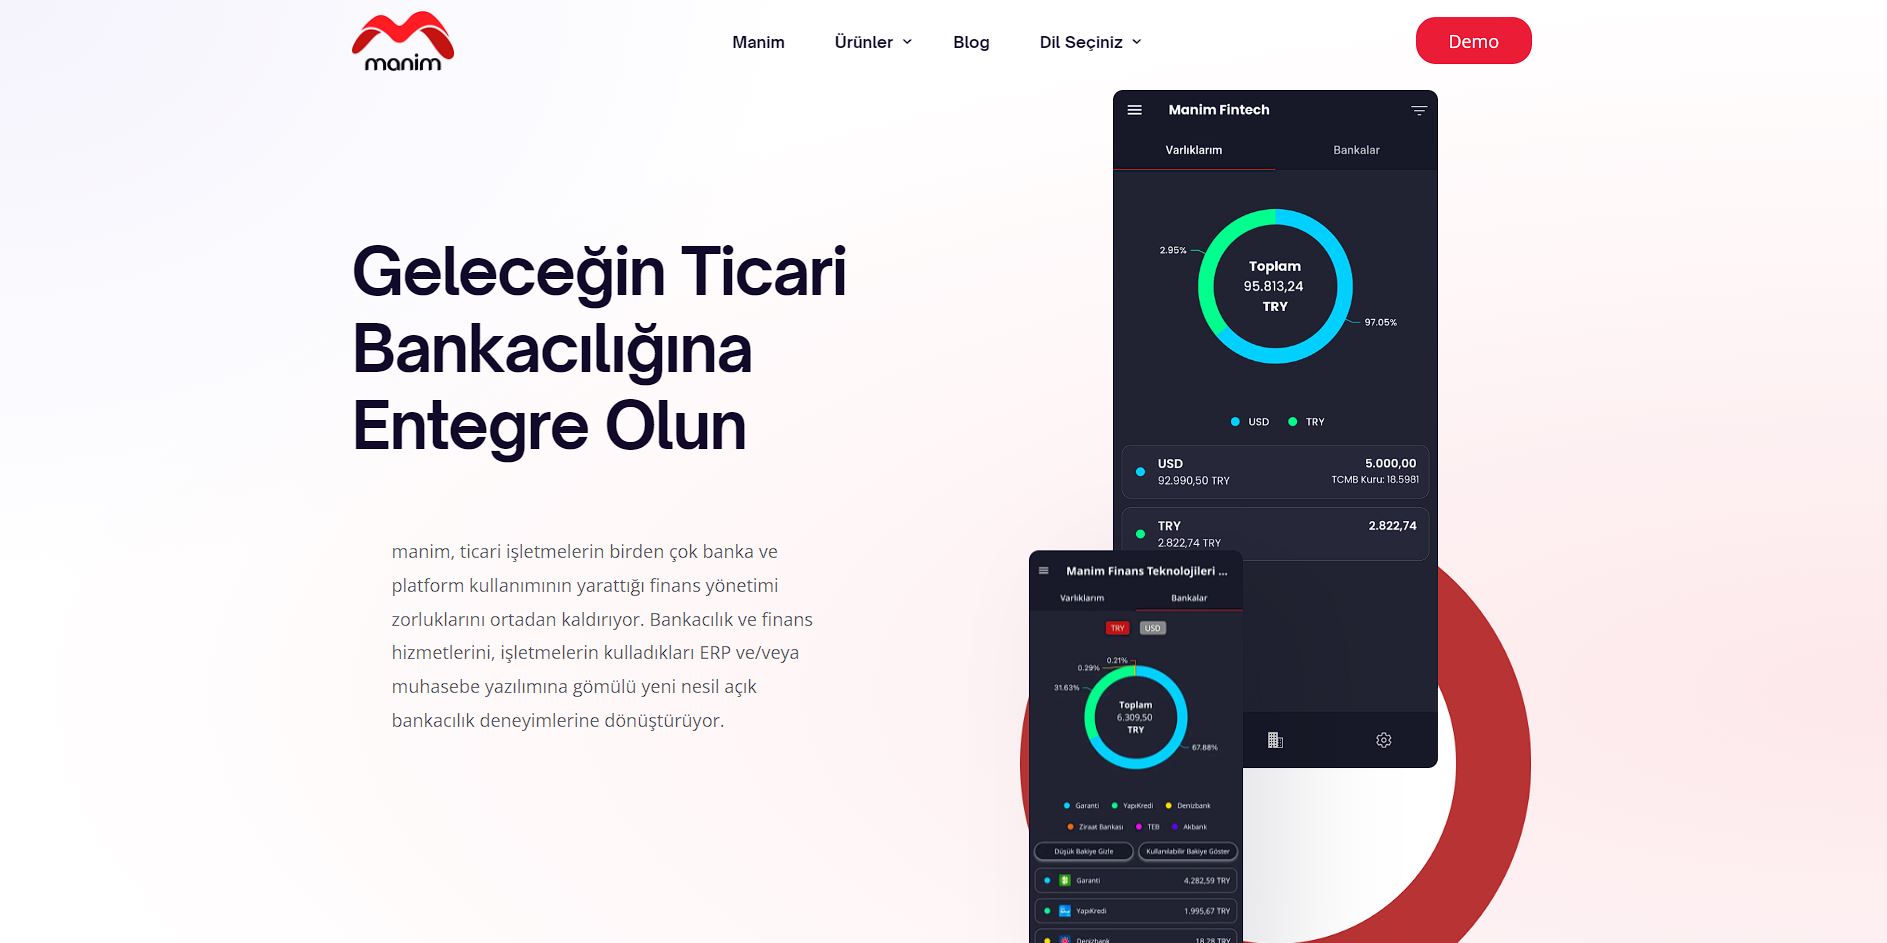 manim
Manim
Ürünler
Blog
Dil Seçiniz
Demo
Geleceğin Ticari
Bankacılığına
Entegre Olun
manim, ticari işletmelerin birden çok banka ve
platform kullanımının yarattığı finans yönetimi
zorluklarını ortadan kaldırıyor. Bankacılık ve finans
hizmetlerini, işletmelerin kulladıkları ERP ve/veya
muhasebe yazılımına gömülü yeni nesil açık
bankacılık deneyimlerine dönüştürüyor.
Manim Fintech
Varlıklarım
Bankalar
2.95%
Toplam
95.813,24
TRY
97.05%
USD
TRY
USD
5.000,00
92.990,50 TRY
TCMB Kuru: 18.5981
TRY
2.822,74
2.822,74 TRY
Manim Finans Teknolojileri ...
Varlıklarım
Bankalar
TRY
USD
0.21%
0.29%
31.63%
Toplam
6.309,50
TRY
67.88%
Garanti
YapıKredi
Denizbank
Ziraat Bankası
TEB
Akbank
Düşük Bakiye Gizle
Kullanılabilir Bakiye Göster
Garanti
4.282,59 TRY
YapıKredi
1.995,67 TRY
Denizbank
18,28 TRY